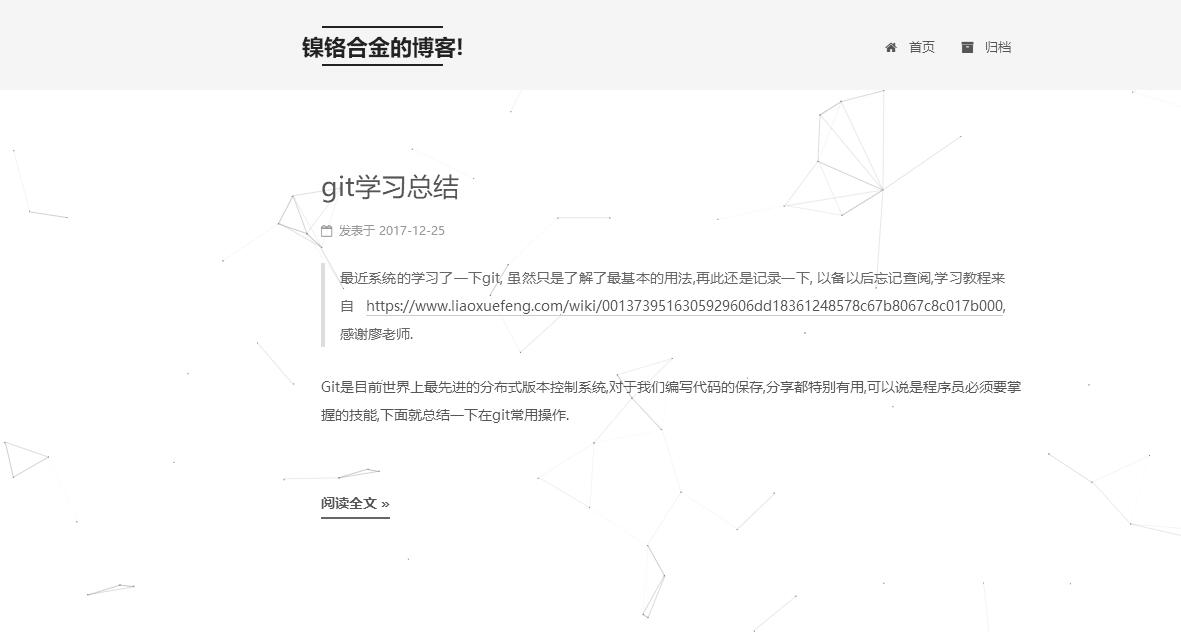 镍铬合金的博客!
首页
归档
git学习总结
发表于 2017-12-25
最近系统的学习了一下git, 虽然只是了解了最基本的用法,再此还是记录一下, 以备以后忘记查阅,学习教程来
自 https://www.liaoxuefeng.com/wiki/0013739516305929606dd18361248578c67b8067c8c017b000,
感谢廖老师.
Git是目前世界上最先进的分布式版本控制系统,对于我们编写代码的保存,分享都特别有用,可以说是程序员必须要掌
握的技能,下面就总结一下在git常用操作.
阅读全文 »